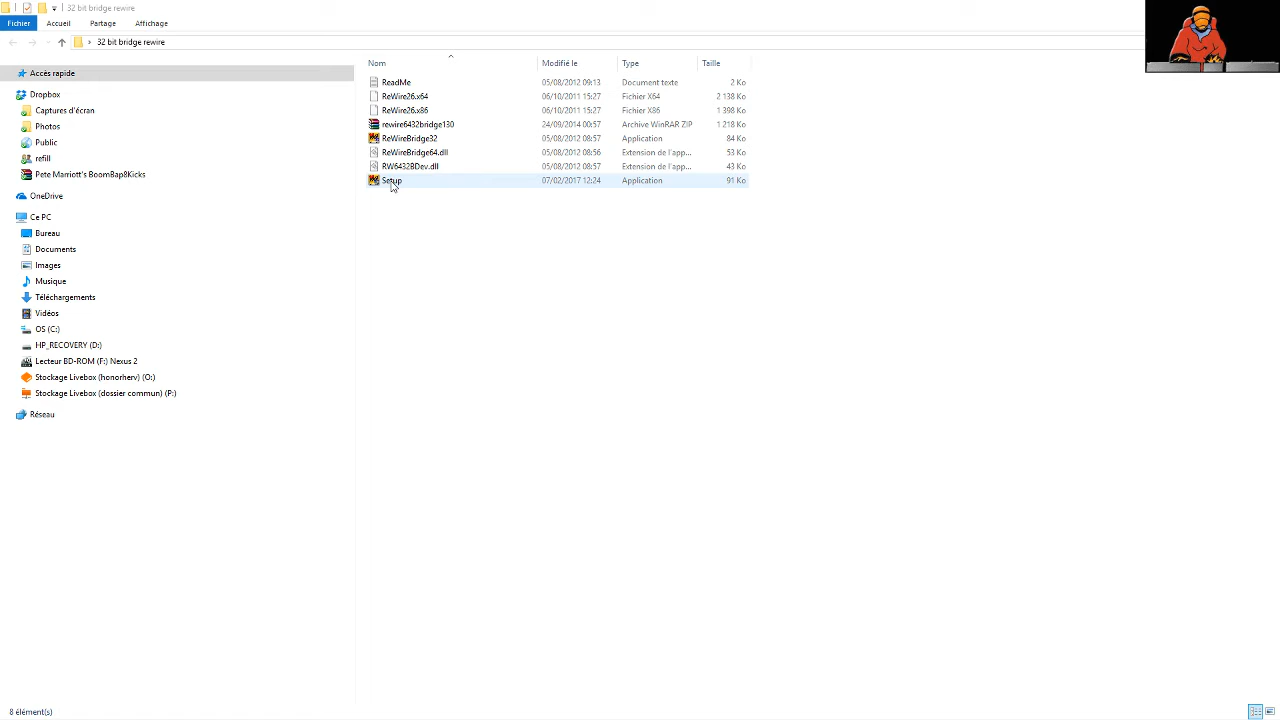 32 bit bridge rewire
Fichier Accueil Partage Affichage
32 bit bridge rewire
Nom Modifié le Type Taille
Accès rapide
Dropbox
Captures d'écran
Photos
Public
refill
Pete Marriott's BoomBap8Kicks
OneDrive
Ce PC
Bureau
Documents
Images
Musique
Téléchargements
Vidéos
OS (C:)
HP_RECOVERY (D:)
Lecteur BD-ROM (F:) Nexus 2
Stockage Livebox (honorherv) (O:)
Stockage Livebox (dossier commun) (P:)
Réseau
ReadMe 05/08/2012 09:13 Document texte 2 Ko
ReWire26.x64 06/10/2011 15:27 Fichier X64 2 138 Ko
ReWire26.x86 06/10/2011 15:27 Fichier X86 1 398 Ko
rewire6432bridge130 24/09/2014 00:57 Archive WinRAR ZIP 1 218 Ko
ReWireBridge32 05/08/2012 08:57 Application 84 Ko
ReWireBridge64.dll 05/08/2012 08:56 Extension de l'app... 53 Ko
RW6432BDev.dll 05/08/2012 08:57 Extension de l'app... 43 Ko
Setup 07/02/2017 12:24 Application 91 Ko
8 élément(s)